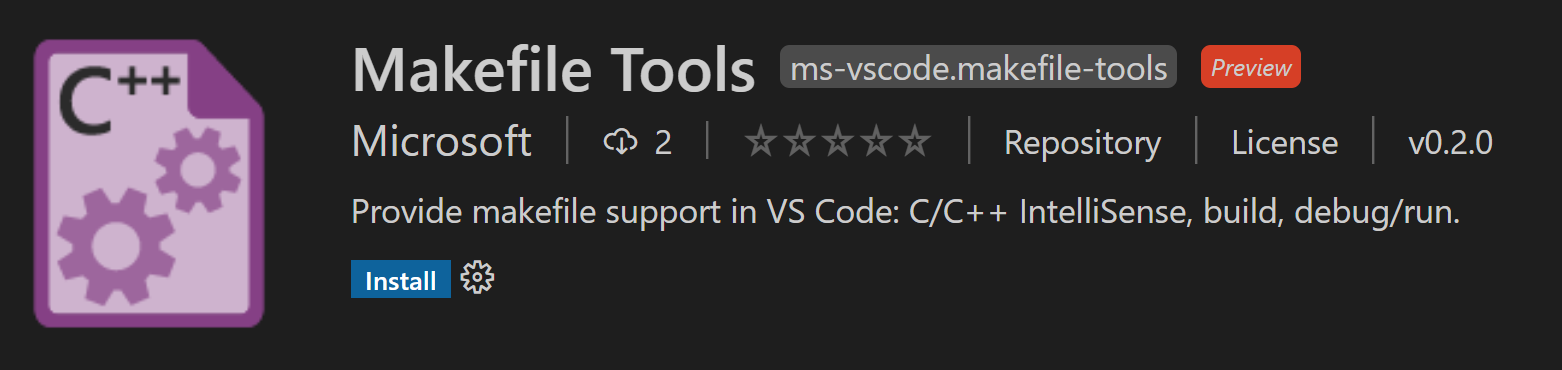 C++
Makefile Tools ms-vscode.makefile-tools Preview
Microsoft 2 Repository License v0.2.0
Provide makefile support in VS Code: C/C++ IntelliSense, build, debug/run.
Install